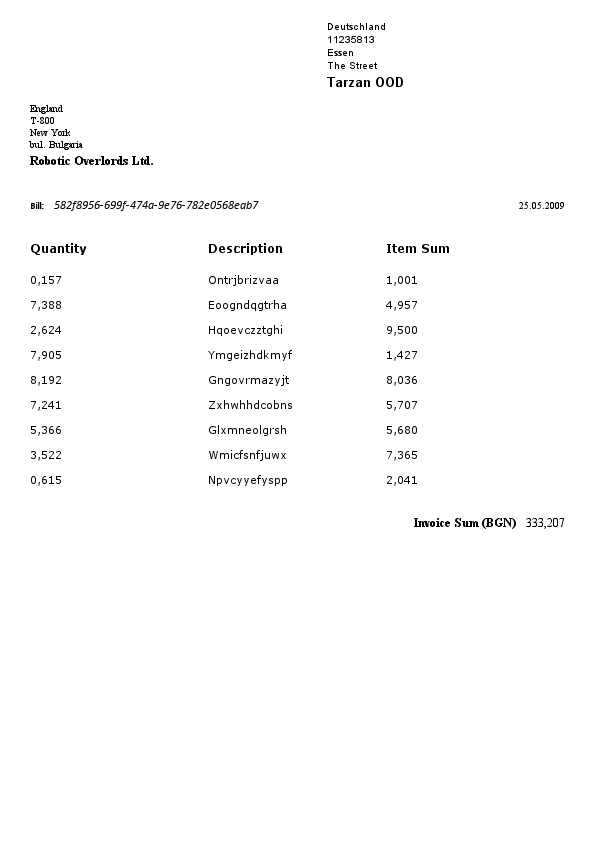 Deutschland
11235813
Essen
The Street
Tarzan OOD
England
T-800
New York
bul. Bulgaria
Robotic Overlords Ltd.
Bill: 582f8956-699f-474a-9e76-782e0568eab7 25.05.2009
Quantity Description Item Sum
0,157 Ontrjbrizvaa 1,001
7,388 Eoogndqgtrha 4,957
2,624 Hqoevczztghi 9,500
7,905 Ymgeizhdkmyf 1,427
8,192 Gngovrmazyjt 8,036
7,241 Zxhwhhdcobns 5,707
5,366 Glxmneolgrsh 5,680
3,522 Wmicfsnfjuwx 7,365
0,615 Npvcyyefyspp 2,041
Invoice Sum (BGN) 333,207